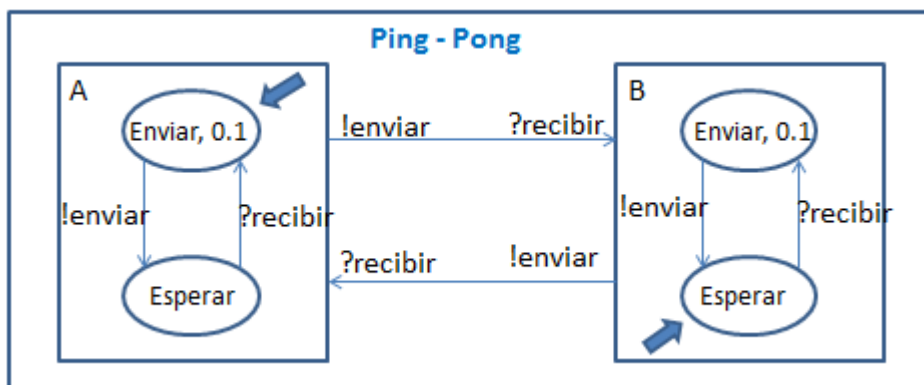 Ping - Pong
A
Enviar, 0.1
!enviar
?recibir
Esperar
!enviar
?recibir
?recibir
!enviar
B
Enviar, 0.1
!enviar
?recibir
Esperar